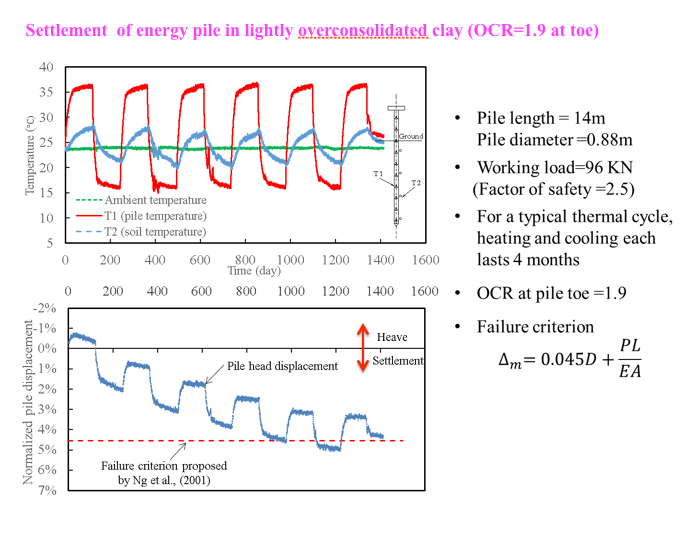 Settlement of energy pile in lightly overconsolidated clay (OCR=1.9 at toe)
40
35
30
25
20
15
10
5
Temperature (°C)
Ground
T1
T2
Ambient temperature
T1 (pile temperature)
T2 (soil temperature)
0 200 400 600 800 1000 1200 1400 1600
Time (day)
0 200 400 600 800 1000 1200 1400 1600
-2%
-1%
0%
1%
2%
3%
4%
5%
6%
7%
Normalized pile displacement
Heave
Settlement
Pile head displacement
Failure criterion proposed
by Ng et al., (2001)
• Pile length = 14m
Pile diameter =0.88m
• Working load=96 KN
(Factor of safety =2.5)
• For a typical thermal cycle,
heating and cooling each
lasts 4 months
• OCR at pile toe =1.9
• Failure criterion
Δm= 0.045D + PL/EA